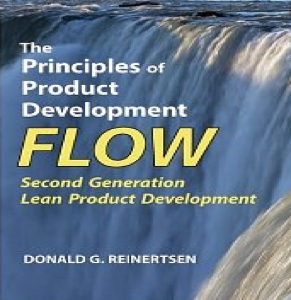 The
Principles of
Product
Development
FLOW
Second Generation
Lean Product Development
DONALD G. REINERTSEN